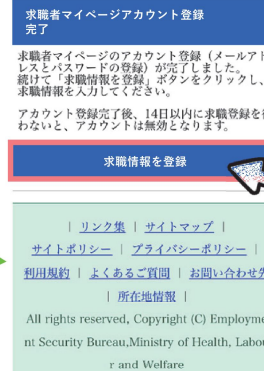 求職者マイページアカウント登録
完了
求職者マイページのアカウント登録(メールアド
レスとパスワードの登録)が完了しました。
続けて「求職情報を登録」ボタンをクリックし、
求職情報を入力してください。
アカウント登録完了後、14日以内に求職登録を行
わないと、アカウントは無効となります。
求職情報を登録
| リンク集 | サイトマップ |
サイトポリシー | プライバシーポリシー |
利用規約 | よくあるご質問 | お問い合わせ先
| 所在地情報 |
All rights reserved, Copyright (C) Employme
nt Security Bureau,Ministry of Health, Labou
r and Welfare